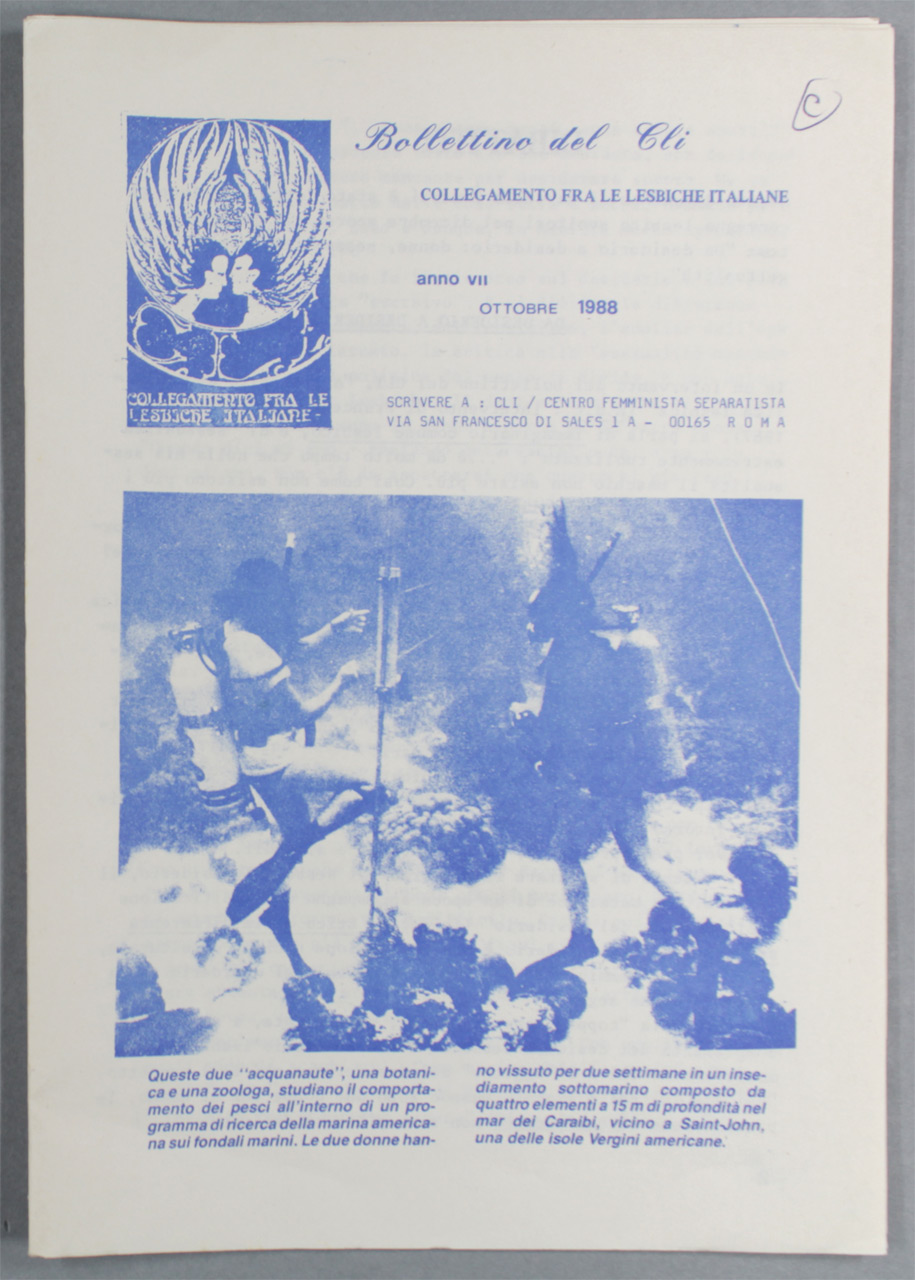 C
Bollettino del Cli
COLLEGAMENTO FRA LE LESBICHE ITALIANE
anno VII
OTTOBRE 1988
CLI
COLLEGAMENTO FRA LE
LESBICHE ITALIANE -
SCRIVERE A : CLI / CENTRO FEMMINISTA SEPARATISTA
VIA SAN FRANCESCO DI SALES 1 A - 00165 R O M A
Queste due "acquanaute", una botani-
ca e una zoologa, studiano il comporta-
mento dei pesci all'interno di un pro-
gramma di ricerca della marina america-
na sui fondali marini. Le due donne han-
no vissuto per due settimane in un inse-
diamento sottomarino composto da
quattro elementi a 15 m di profondità nel
mar dei Caraibi, vicino a Saint-John,
una delle isole Vergini americane.